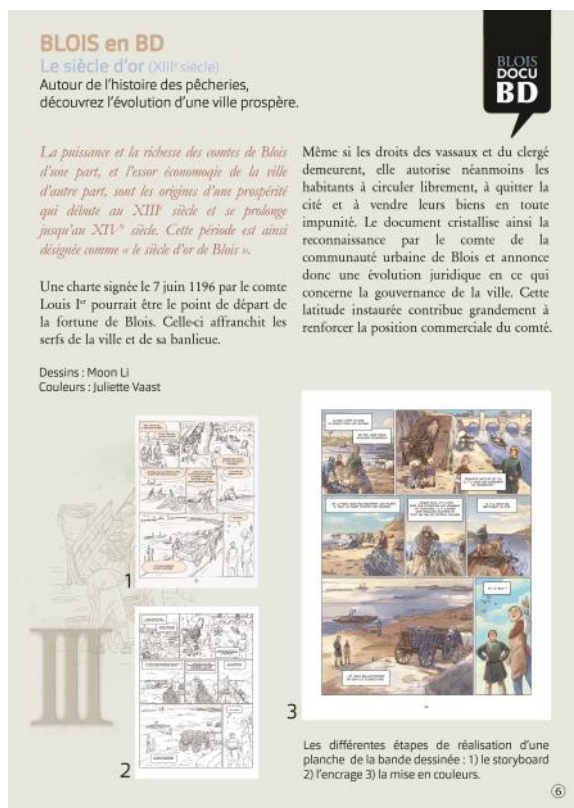 BLOIS en BD
Le siècle d'or (XIIIe siècle)
Autour de l'histoire des pêcheries,
découvrez l'évolution d'une ville prospère.
BLOIS
DOCU
BD
La puissance et la richesse des comtes de Blois
d'une part, et l'essor économoqie de la ville
d'autre part, sont les origines d'une prospérité
qui débute au XIIIe siècle et se prolonge
jusqu'au XIVe siècle. Cette période est ainsi
désignée comme « le siècle d'or de Blois ».
Une charte signée le 7 juin 1196 par le comte
Louis Ier pourrait être le point de départ de
la fortune de Blois. Celle-ci affranchit les
serfs de la ville et de sa banlieue.
Même si les droits des vassaux et du clergé
demeurent, elle autorise néanmoins les
habitants à circuler librement, à quitter la
cité et à vendre leurs biens en toute
impunité. Le document cristallise ainsi la
reconnaissance par le comte de la
communauté urbaine de Blois et annonce
donc une évolution juridique en ce qui
concerne la gouvernance de la ville. Cette
latitude instaurée contribue grandement à
renforcer la position commerciale du comté.
Dessins : Moon Li
Couleurs : Juliette Vaast
1
III
2
3
Les différentes étapes de réalisation d'une
planche de la bande dessinée : 1) le storyboard
2) l'encrage 3) la mise en couleurs.
6